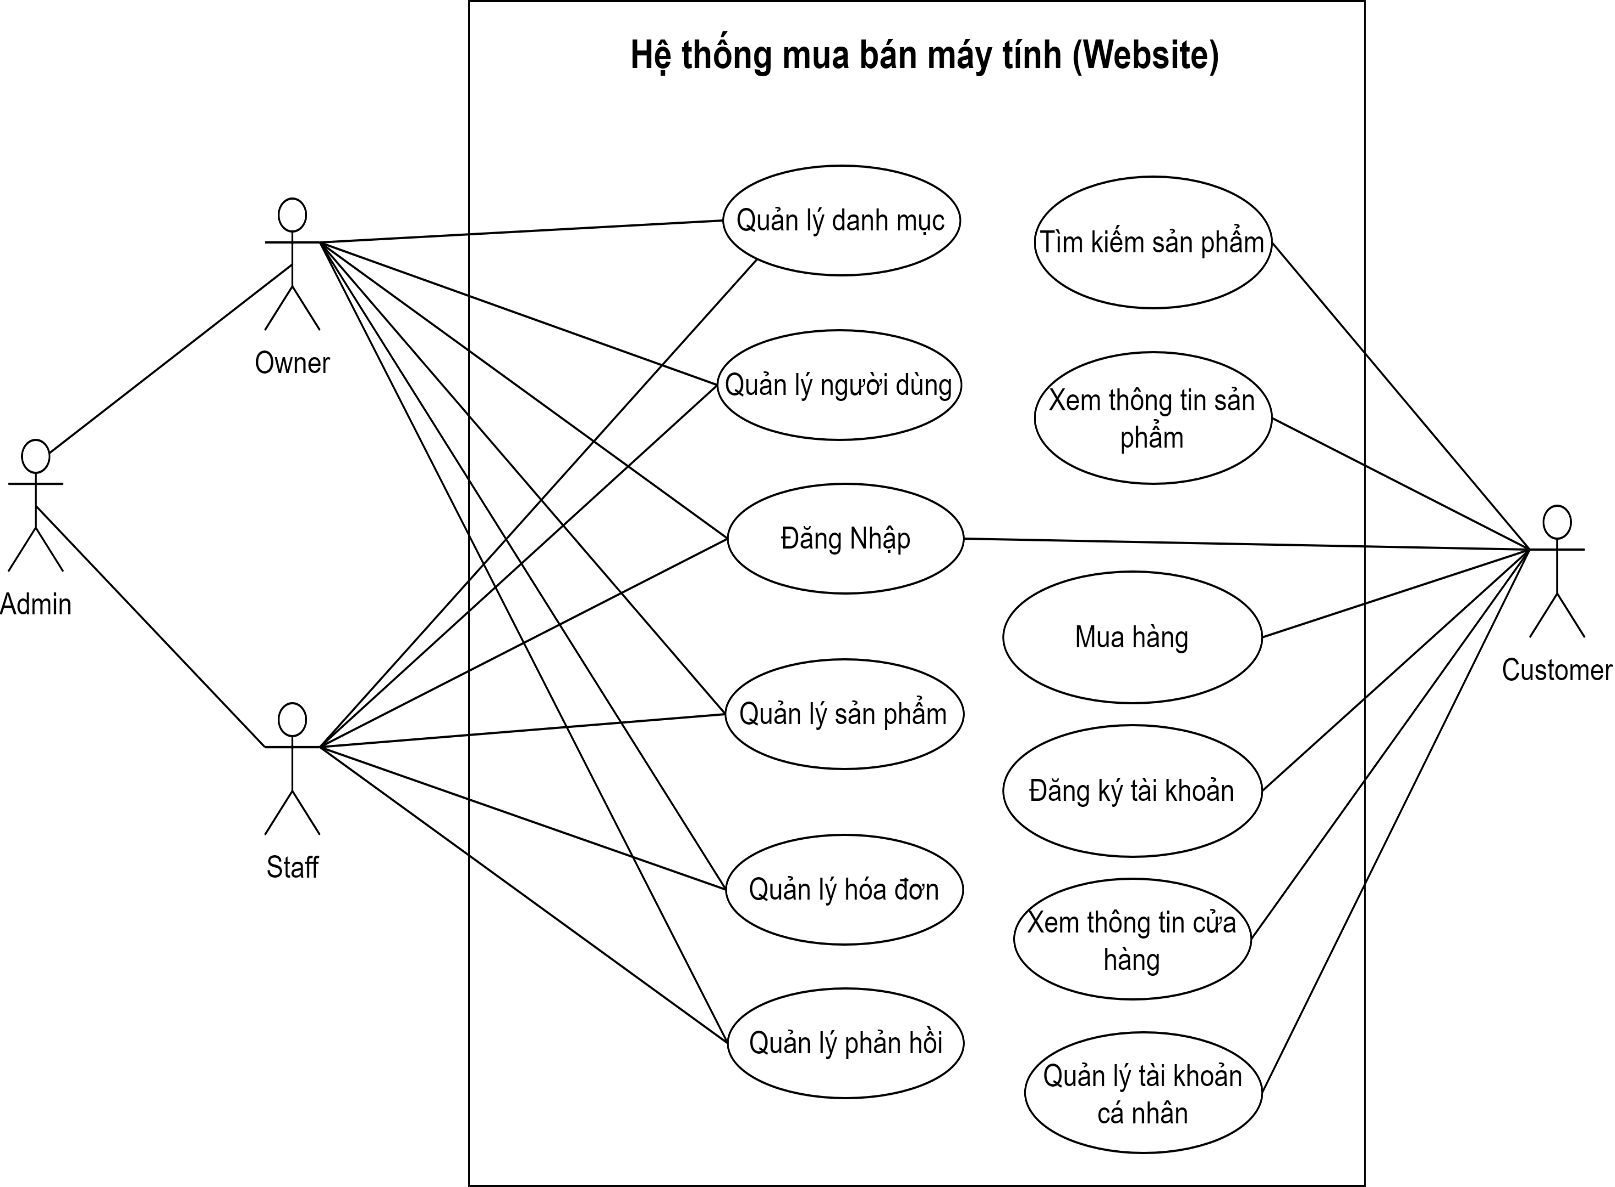 Hệ thống mua bán máy tính (Website)
Quản lý danh mục
Tìm kiếm sản phẩm
Owner
Quản lý người dùng
Xem thông tin sản
phẩm
Đăng Nhập
Admin
Mua hàng
Customer
Quản lý sản phẩm
Đăng ký tài khoản
Staff
Quản lý hóa đơn
Xem thông tin cửa
hàng
Quản lý phản hồi
Quản lý tài khoản
cá nhân